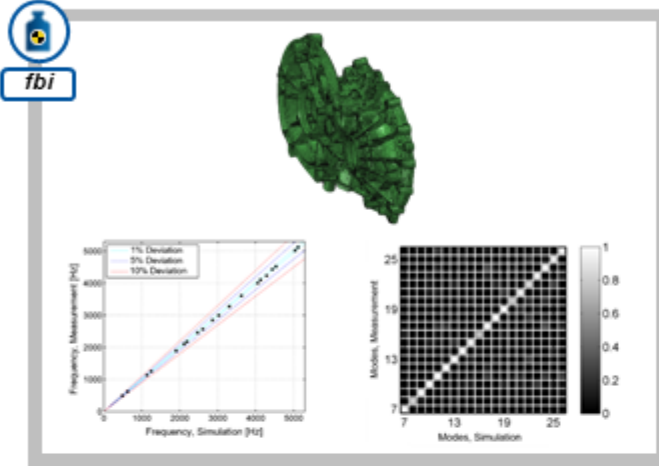 fbi
5000
4000
3000
2000
1000
0
Frequency, Measurement [Hz]
1% Deviation
5% Deviation
10% Deviation
0 1000 2000 3000 4000 5000
Frequency, Simulation [Hz]
25
19
13
7
Modes, Measurement
7 13 19 25
Modes, Simulation
1
0.8
0.6
0.4
0.2
0